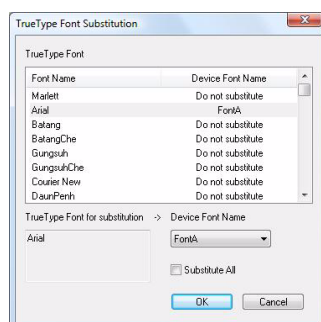 TrueType Font Substitution
TrueType Font
Font Name Device Font Name
Marlett Do not substitute
Arial FontA
Batang Do not substitute
BatangChe Do not substitute
Gungsuh Do not substitute
GungsuhChe Do not substitute
Courier New Do not substitute
DaunPenh Do not substitute
TrueType Font for substitution -> Device Font Name
Arial FontA
Substitute All
OK Cancel